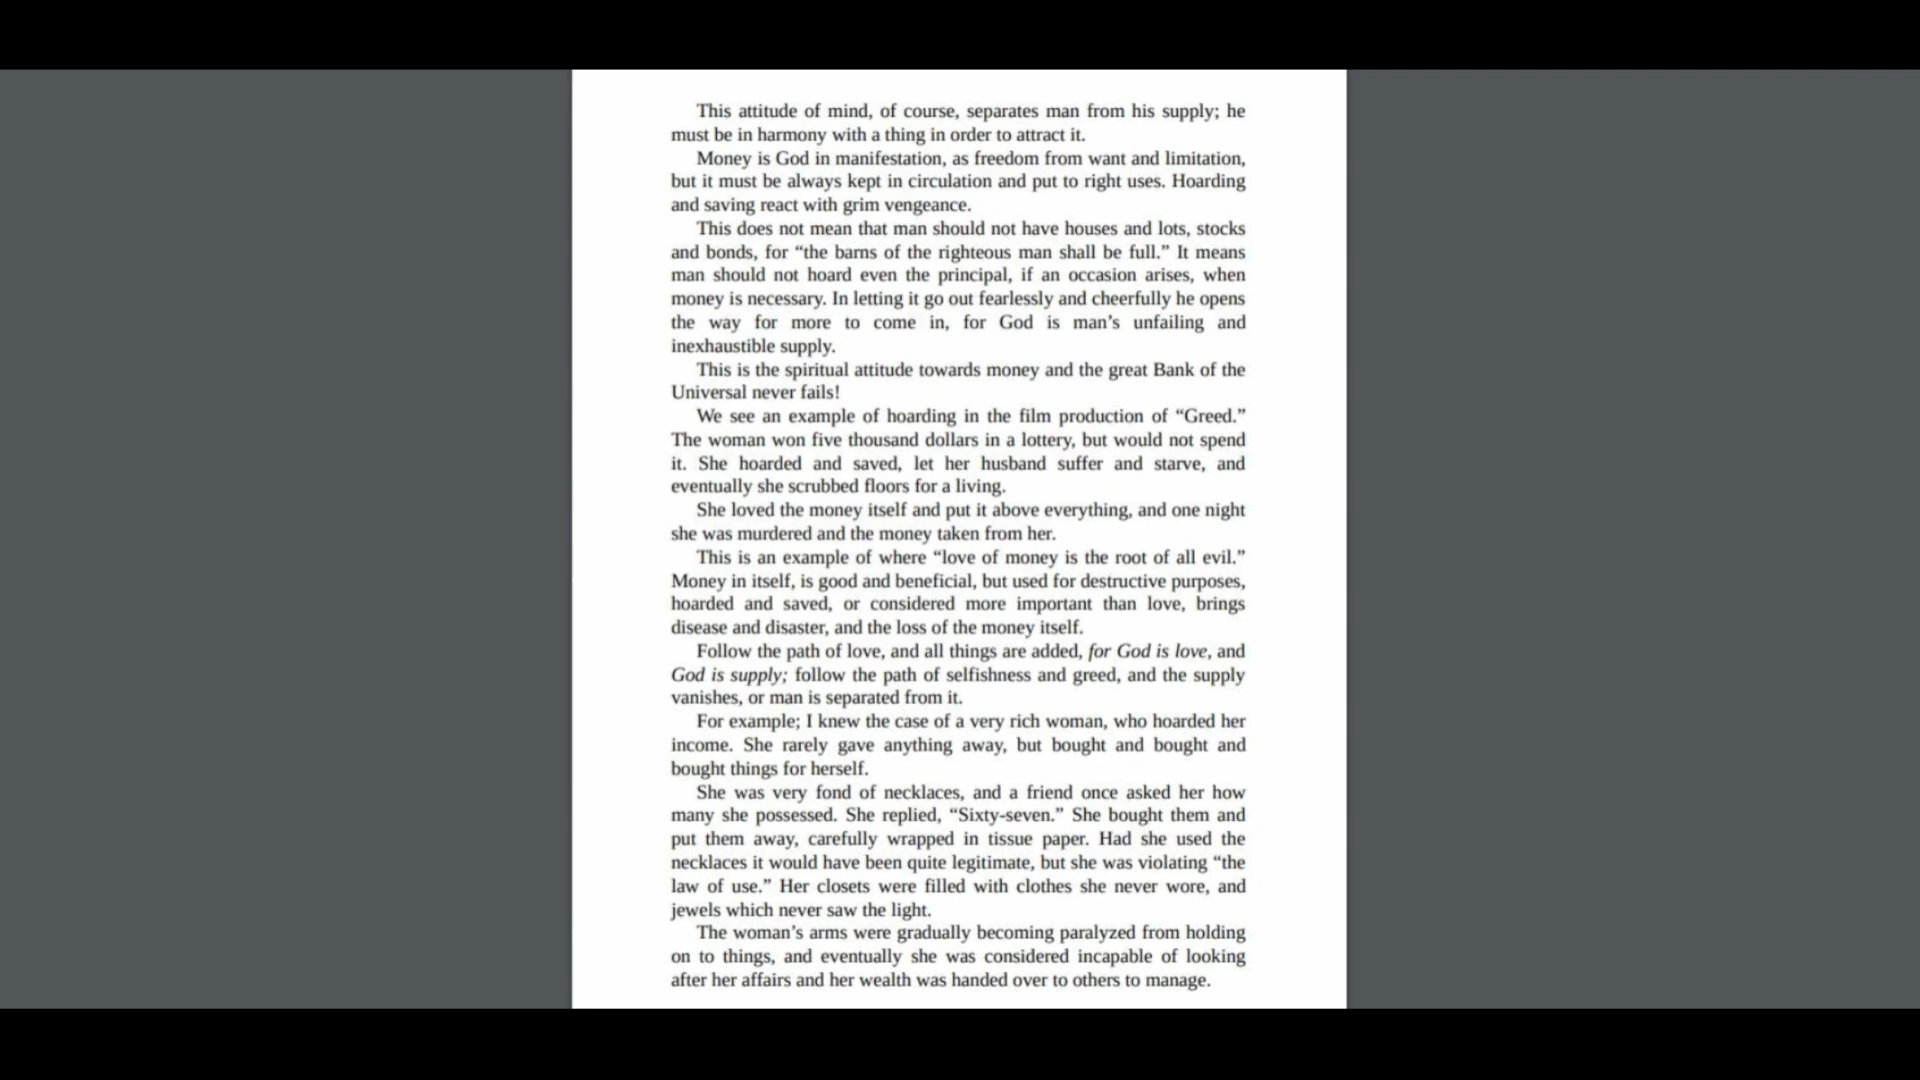 This attitude of mind, of course, separates man from his supply; he
must be in harmony with a thing in order to attract it.
Money is God in manifestation, as freedom from want and limitation,
but it must be always kept in circulation and put to right uses. Hoarding
and saving react with grim vengeance.
This does not mean that man should not have houses and lots, stocks
and bonds, for “the barns of the righteous man shall be full.” It means
man should not hoard even the principal, if an occasion arises, when
money is necessary. In letting it go out fearlessly and cheerfully he opens
the way for more to come in, for God is man’s unfailing and
inexhaustible supply.
This is the spiritual attitude towards money and the great Bank of the
Universal never fails!
We see an example of hoarding in the film production of “Greed.”
The woman won five thousand dollars in a lottery, but would not spend
it. She hoarded and saved, let her husband suffer and starve, and
eventually she scrubbed floors for a living.
She loved the money itself and put it above everything, and one night
she was murdered and the money taken from her.
This is an example of where “love of money is the root of all evil.”
Money in itself, is good and beneficial, but used for destructive purposes,
hoarded and saved, or considered more important than love, brings
disease and disaster, and the loss of the money itself.
Follow the path of love, and all things are added, for God is love, and
God is supply; follow the path of selfishness and greed, and the supply
vanishes, or man is separated from it.
For example; I knew the case of a very rich woman, who hoarded her
income. She rarely gave anything away, but bought and bought and
bought things for herself.
She was very fond of necklaces, and a friend once asked her how
many she possessed. She replied, “Sixty-seven.” She bought them and
put them away, carefully wrapped in tissue paper. Had she used the
necklaces it would have been quite legitimate, but she was violating “the
law of use.” Her closets were filled with clothes she never wore, and
jewels which never saw the light.
The woman’s arms were gradually becoming paralyzed from holding
on to things, and eventually she was considered incapable of looking
after her affairs and her wealth was handed over to others to manage.